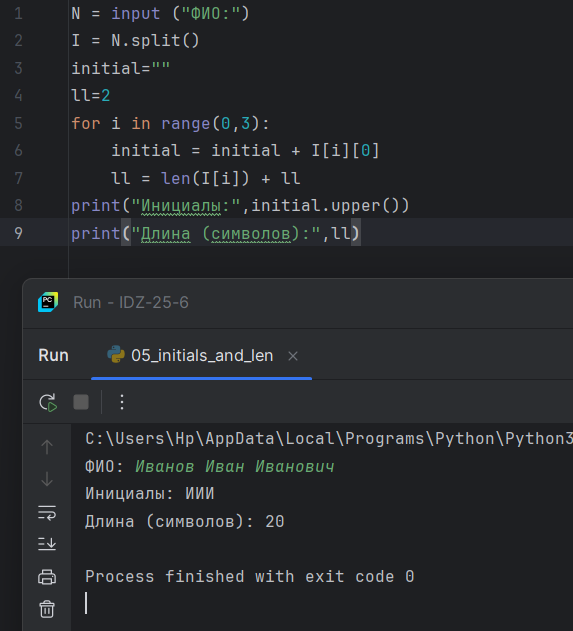 1 N = input ("ФИО:")
2 I = N.split()
3 initial=""
4 ll=2
5 for i in range(0,3):
6 initial = initial + I[i][0]
7 ll = len(I[i]) + ll
8 print("Инициалы:",initial.upper())
9 print("Длина (символов):",ll)
PC Run - IDZ-25-6
Run 05_initials_and_len
C:\Users\Hp\AppData\Local\Programs\Python\Python3
ФИО: Иванов Иван Иванович
Инициалы: ИИИ
Длина (символов): 20
Process finished with exit code 0